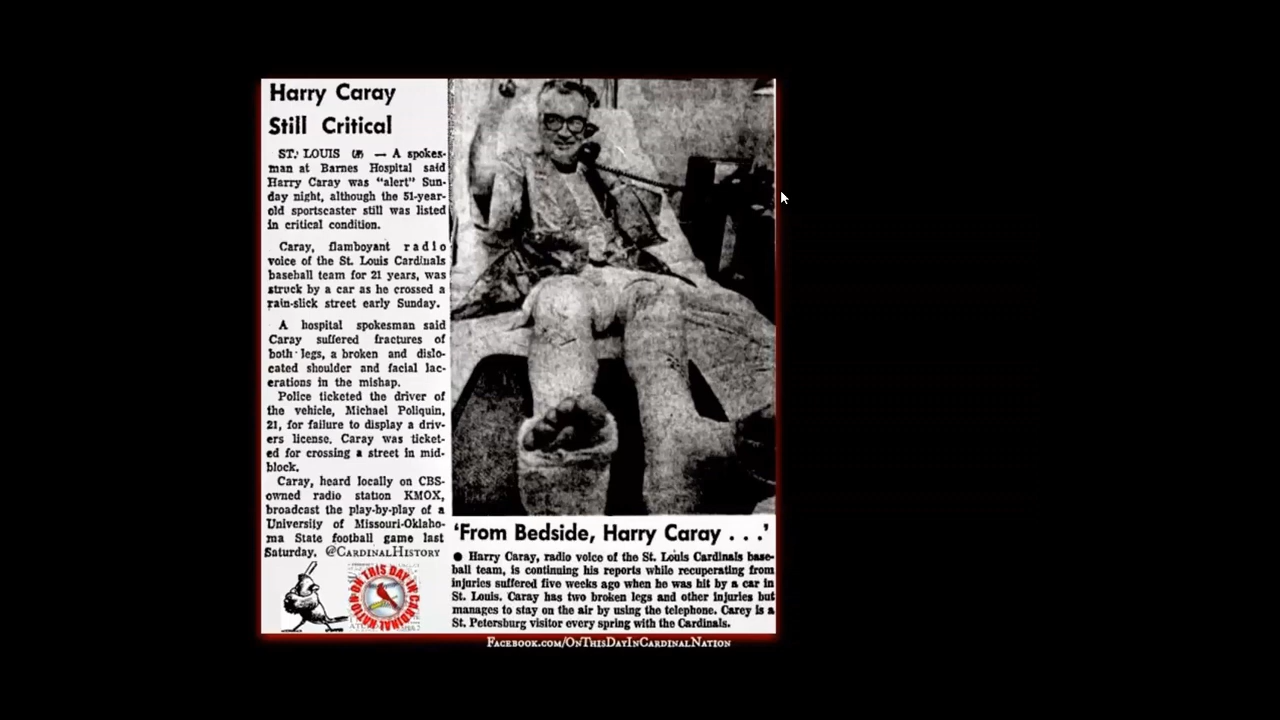 Harry Caray
Still Critical
ST. LOUIS (AP) — A spokes-
man at Barnes Hospital said
Harry Caray was "alert" Sun-
day night, although the 51-year-
old sportscaster still was listed
in critical condition.
Caray, flamboyant radio
voice of the St. Louis Cardinals
baseball team for 21 years, was
struck by a car as he crossed a
rain-slick street early Sunday.
A hospital spokesman said
Caray suffered fractures of
both legs, a broken and dislo-
cated shoulder and facial lac-
erations in the mishap.
Police ticketed the driver of
the vehicle, Michael Poliquin,
21, for failure to display a driv-
ers license. Caray was ticket-
ed for crossing a street in mid-
block.
Caray, heard locally on CBS-
owned radio station KMOX,
broadcast the play-by-play of a
University of Missouri-Oklaho-
ma State football game last
Saturday. @CardinalHistory
ON THIS DAY IN CARDINAL NATION
'From Bedside, Harry Caray . . .'
● Harry Caray, radio voice of the St. Louis Cardinals base-
ball team, is continuing his reports while recuperating from
injuries suffered five weeks ago when he was hit by a car in
St. Louis. Caray has two broken legs and other injuries but
manages to stay on the air by using the telephone. Carey is a
St. Petersburg visitor every spring with the Cardinals.
Facebook.com/OnThisDayInCardinalNation